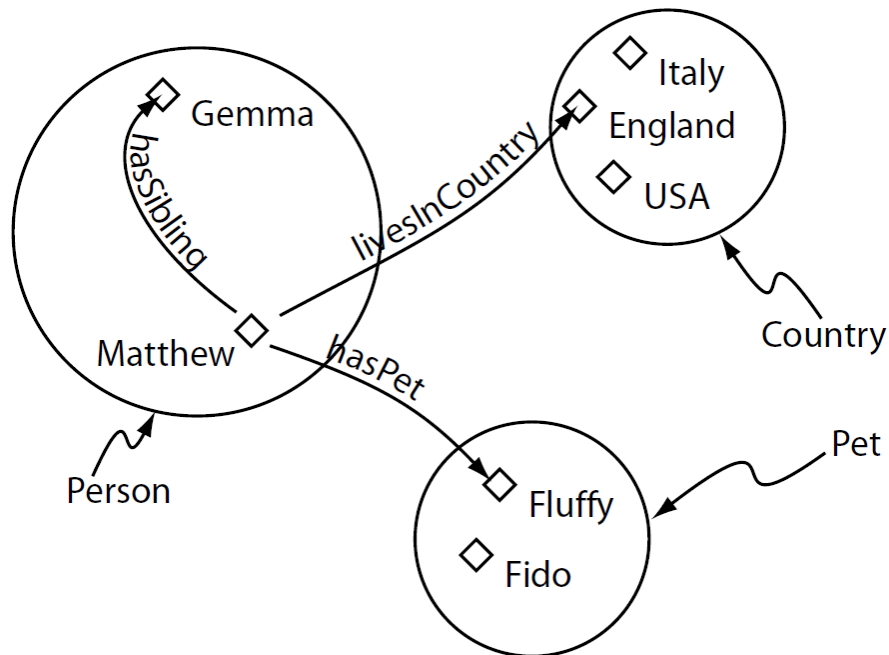 Gemma
hasSibling
Matthew
Person
livesInCountry
Italy
England
USA
Country
hasPet
Pet
Fluffy
Fido